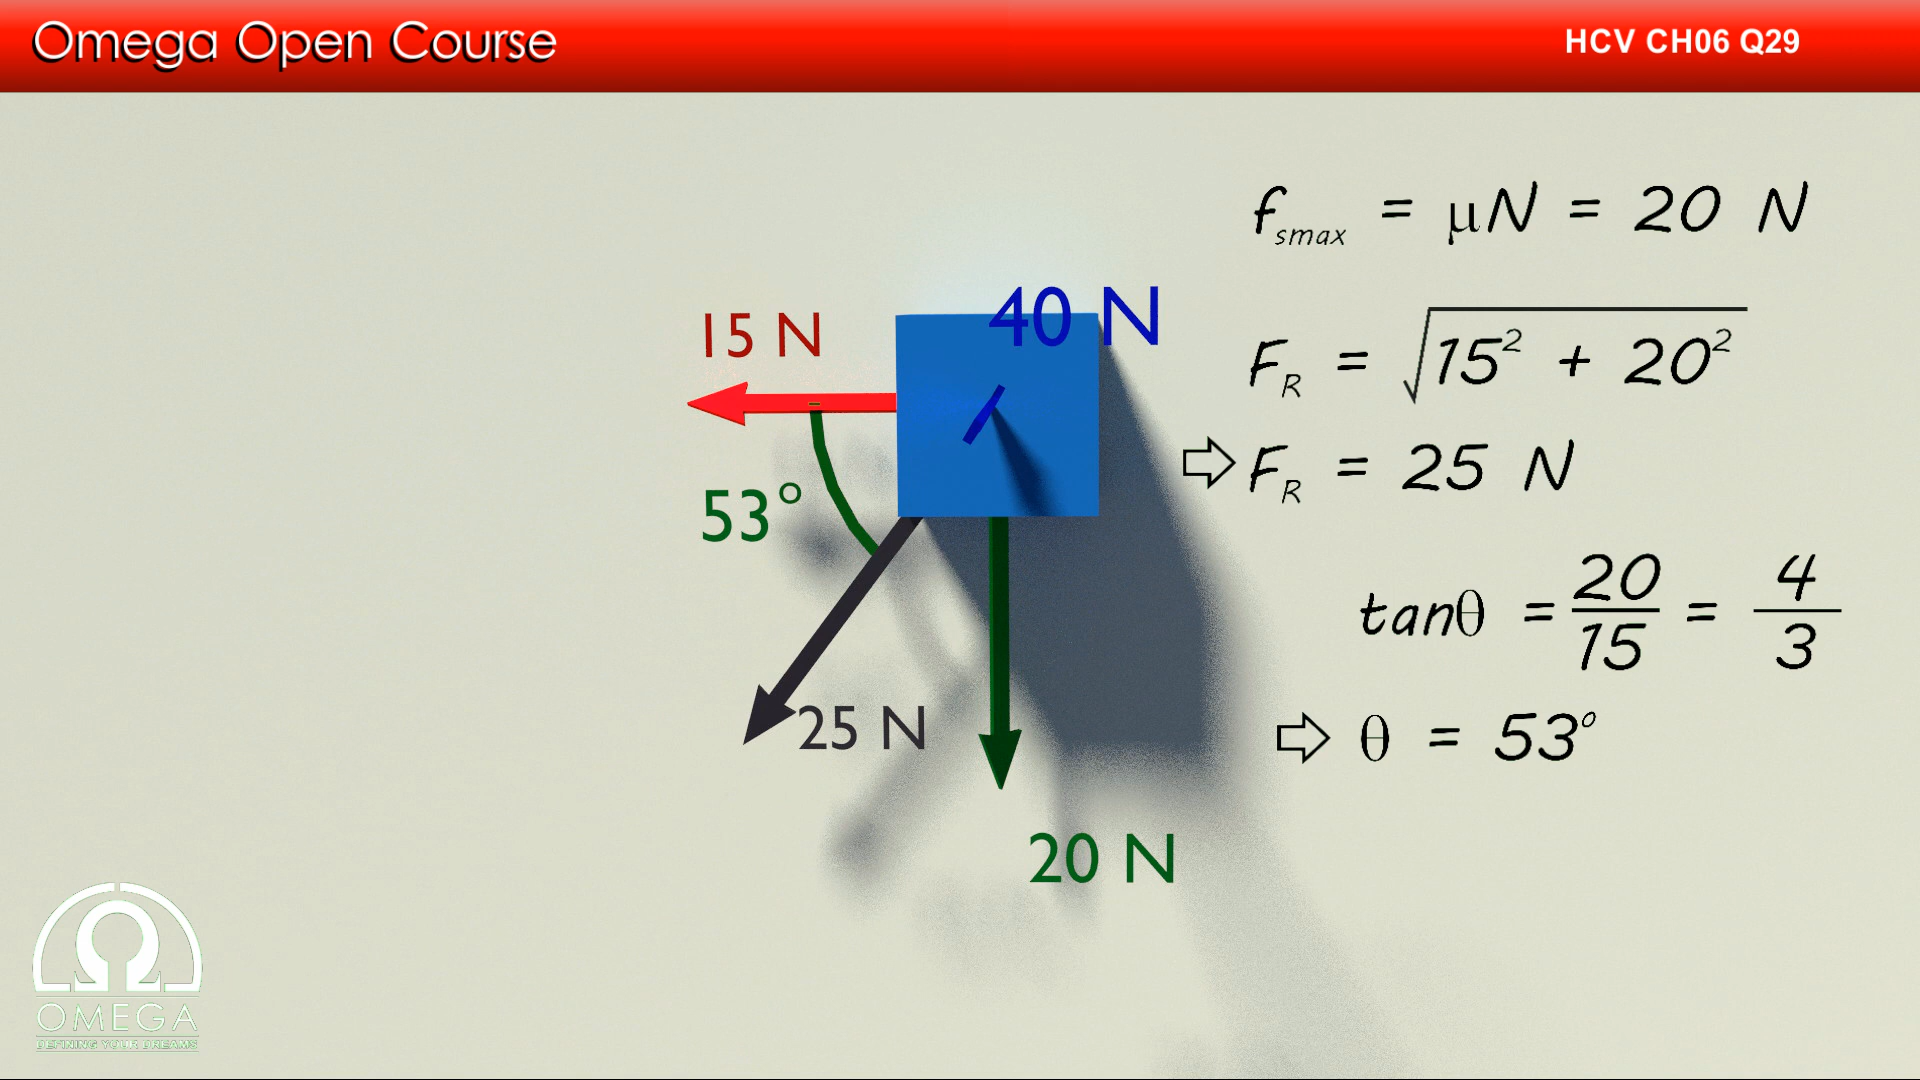 Omega Open Course
HCV CH06 Q29
f_smax = μN = 20 N
40 N
15 N
F_R = √(15² + 20²)
⇨ F_R = 25 N
53°
tanθ = 20/15 = 4/3
25 N
⇨ θ = 53°
20 N
OMEGA
DEFINING YOUR DREAMS